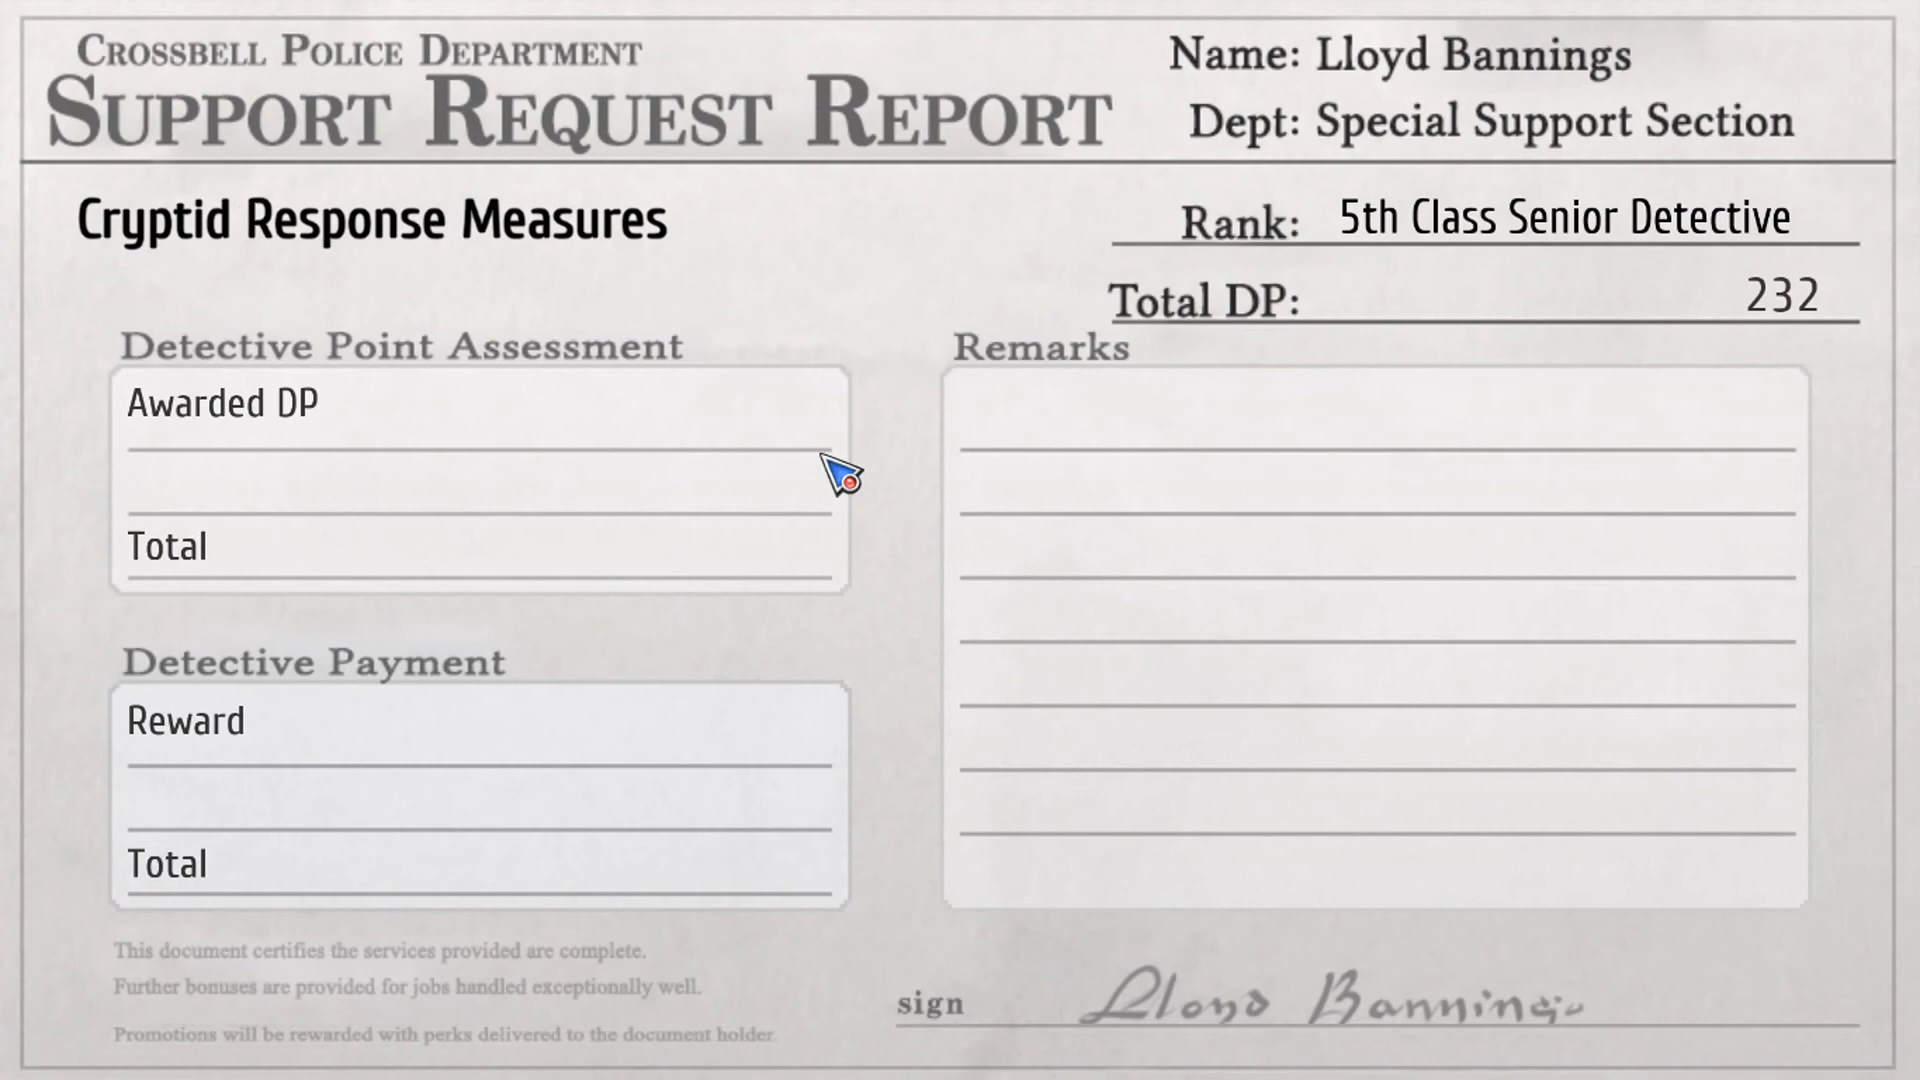 Crossbell Police Department
Support Request Report
Name: Lloyd Bannings
Dept: Special Support Section
Cryptid Response Measures
Rank: 5th Class Senior Detective
Total DP: 232
Detective Point Assessment
Awarded DP
Total
Remarks
Detective Payment
Reward
Total
This document certifies the services provided are complete.
Further bonuses are provided for jobs handled exceptionally well.
Promotions will be rewarded with perks delivered to the document holder.
sign Lloyd Bannings